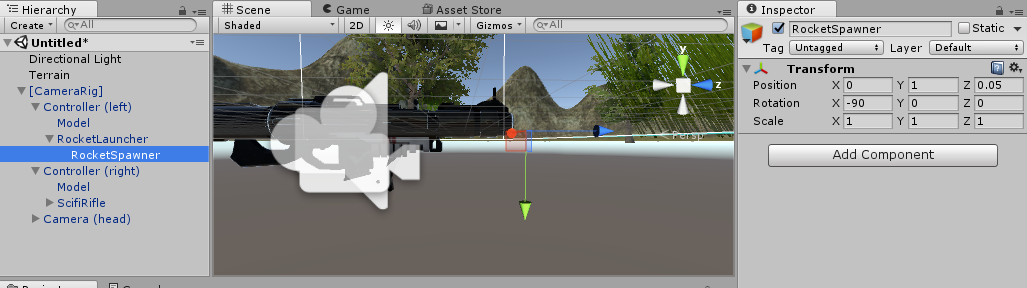 Hierarchy
Create
All
Untitled*
Directional Light
Terrain
[CameraRig]
Controller (left)
Model
RocketLauncher
RocketSpawner
Controller (right)
Model
ScifiRifle
Camera (head)
Scene Game Asset Store
Shaded 2D Gizmos All
y
z
Persp
Inspector
RocketSpawner Static
Tag Untagged Layer Default
Transform
Position X 0 Y 1 Z 0.05
Rotation X -90 Y 0 Z 0
Scale X 1 Y 1 Z 1
Add Component